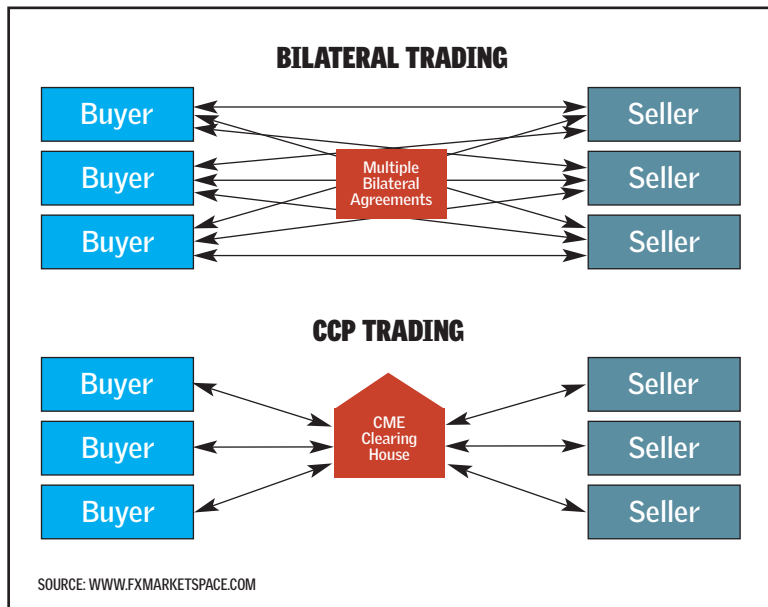 BILATERAL TRADING
Buyer
Seller
Buyer
Multiple
Bilateral
Agreements
Seller
Buyer
Seller
CCP TRADING
Buyer
Seller
Buyer
CME
Clearing
House
Seller
Buyer
Seller
SOURCE: WWW.FXMARKETSPACE.COM